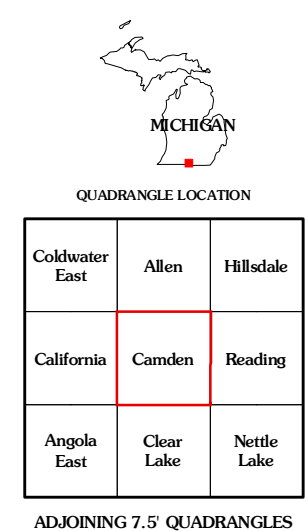 MICHIGAN
QUADRANGLE LOCATION
Coldwater
East
Allen
Hillsdale
California
Camden
Reading
Angola
East
Clear
Lake
Nettle
Lake
ADJOINING 7.5' QUADRANGLES